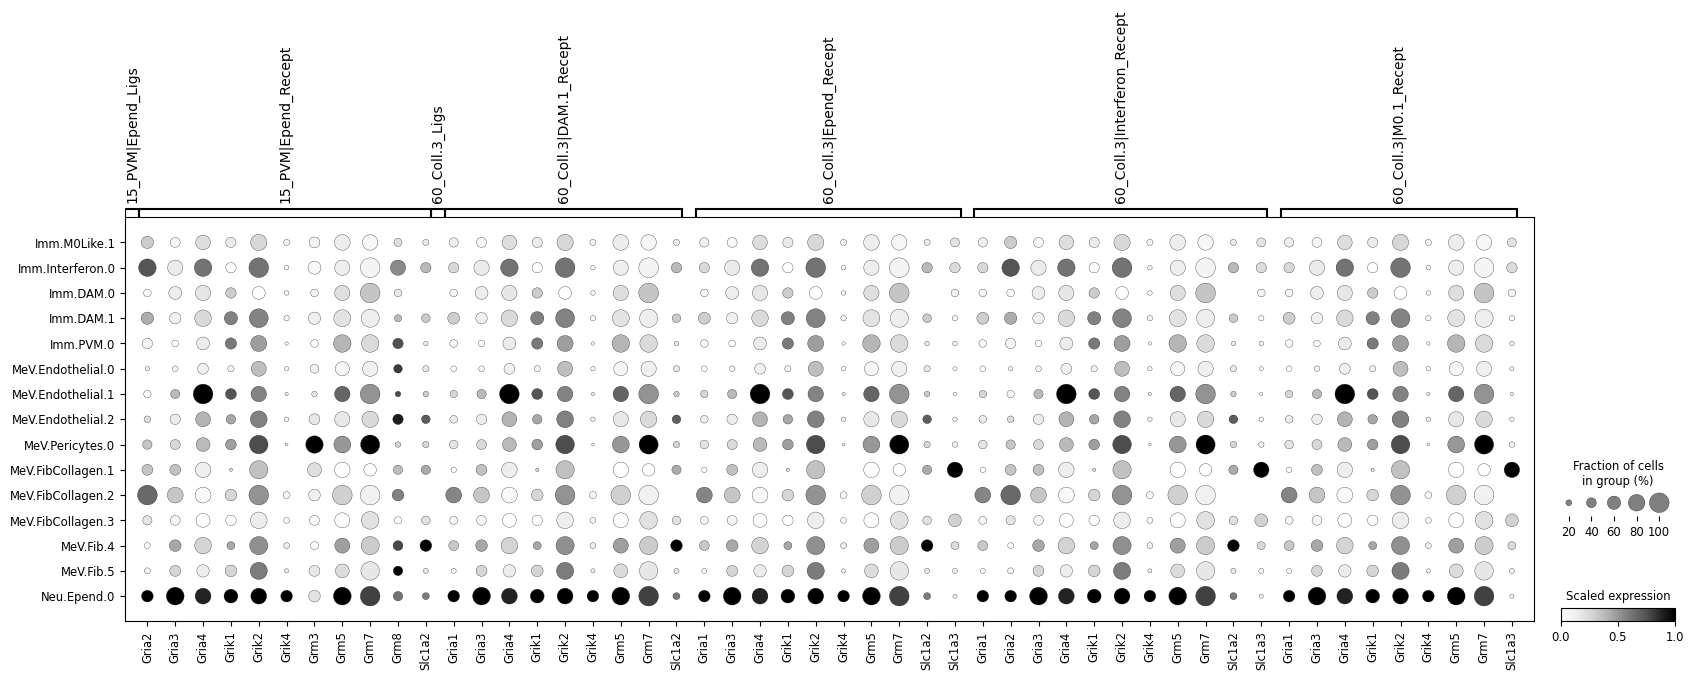 15_PVM|Epend_Ligs
15_PVM|Epend_Recept
60_Coll.3_Ligs
60_Coll.3|DAM.1_Recept
60_Coll.3|Epend_Recept
60_Coll.3|Interferon_Recept
60_Coll.3|M0.1_Recept
Imm.M0Like.1
Imm.Interferon.0
Imm.DAM.0
Imm.DAM.1
Imm.PVM.0
MeV.Endothelial.0
MeV.Endothelial.1
MeV.Endothelial.2
MeV.Pericytes.0
MeV.FibCollagen.1
MeV.FibCollagen.2
MeV.FibCollagen.3
MeV.Fib.4
MeV.Fib.5
Neu.Epend.0
Gria2
Gria3
Gria4
Grik1
Grik2
Grik4
Grm3
Grm5
Grm7
Grm8
Slc1a2
Gria1
Gria3
Gria4
Grik1
Grik2
Grik4
Grm5
Grm7
Slc1a2
Gria1
Gria3
Gria4
Grik1
Grik2
Grik4
Grm5
Grm7
Slc1a2
Slc1a3
Gria1
Gria2
Gria3
Gria4
Grik1
Grik2
Grik4
Grm5
Grm7
Slc1a2
Slc1a3
Gria1
Gria3
Gria4
Grik1
Grik2
Grik4
Grm5
Grm7
Slc1a3
Fraction of cells
in group (%)
20 40 60 80 100
Scaled expression
0.0 0.5 1.0